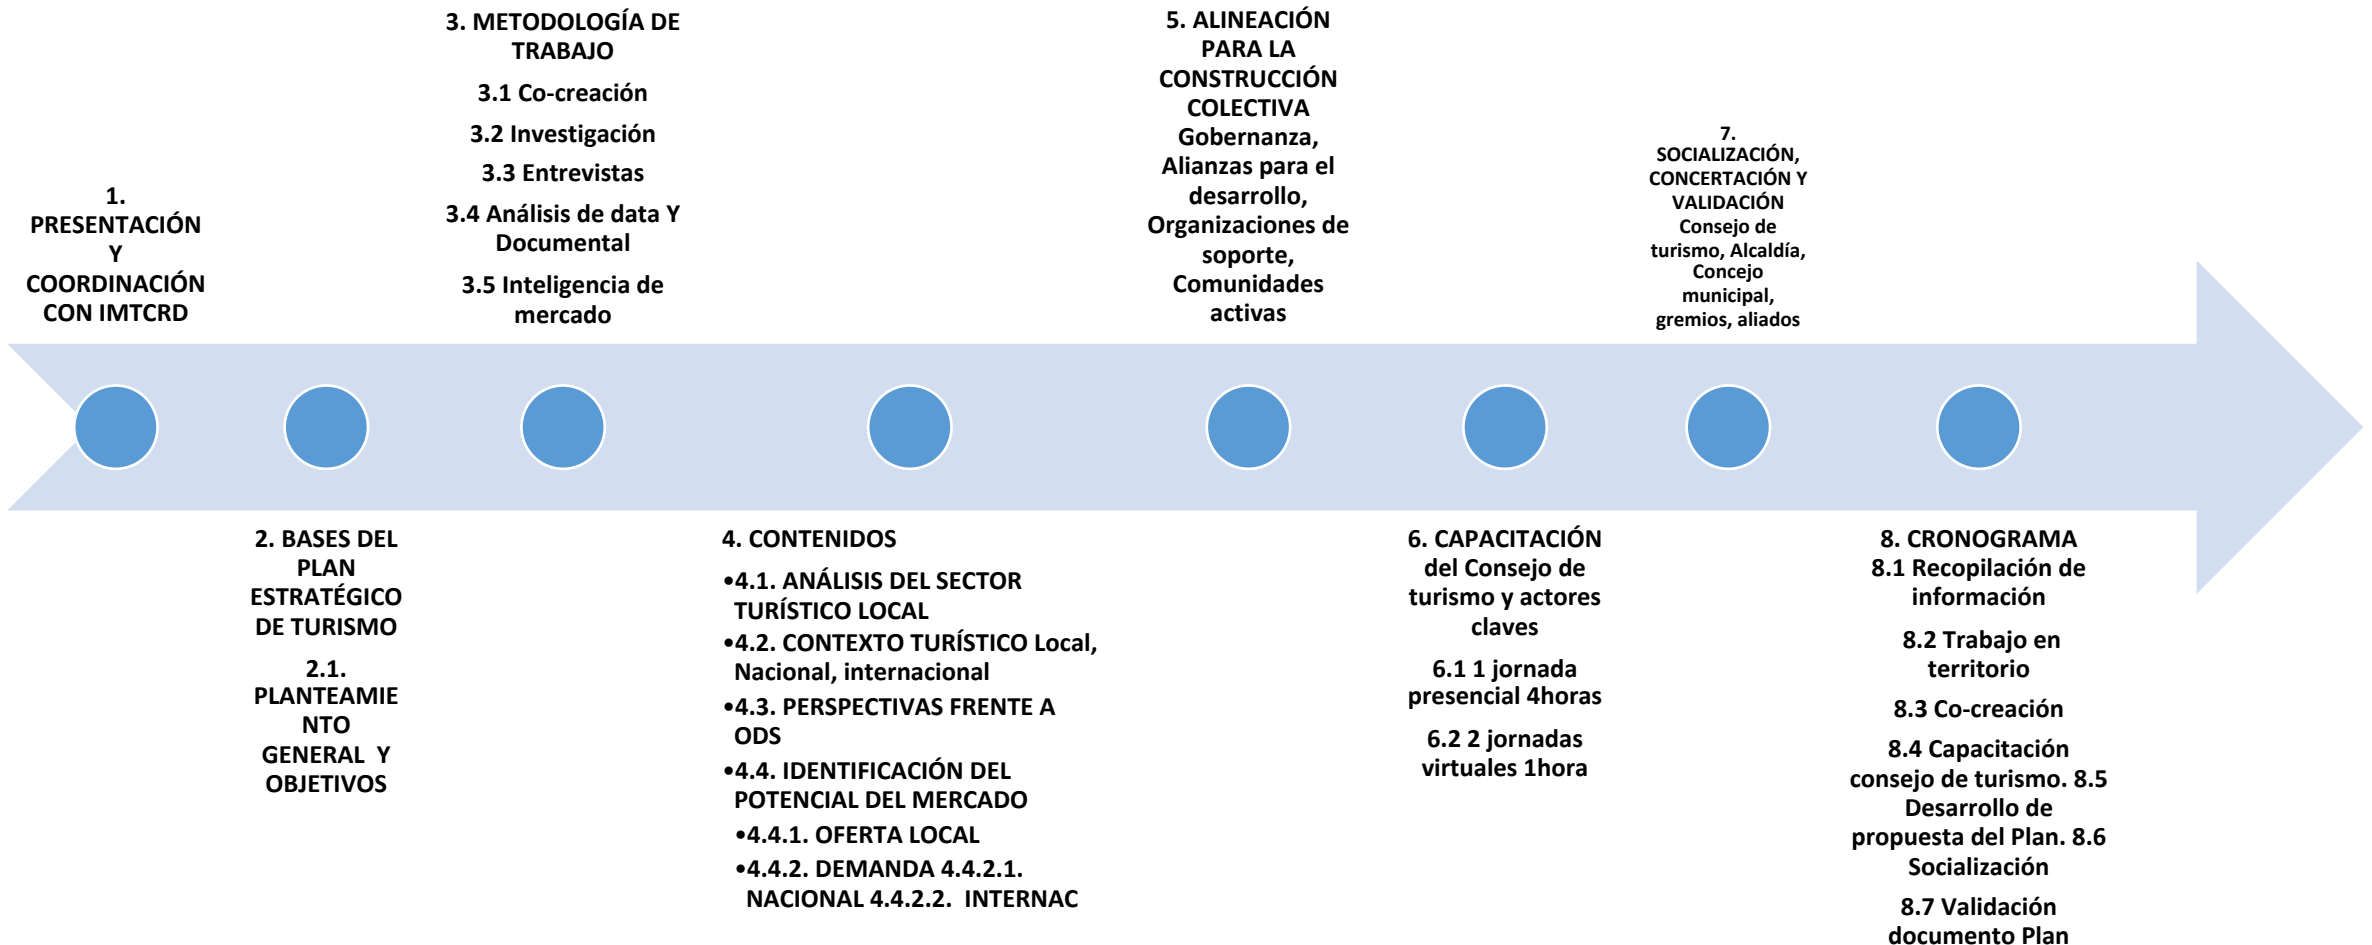 1.
PRESENTACIÓN
Y
COORDINACIÓN
CON IMTCRD
2. BASES DEL
PLAN
ESTRATÉGICO
DE TURISMO
2.1.
PLANTEAMIE
NTO
GENERAL Y
OBJETIVOS
3. METODOLOGÍA DE
TRABAJO
3.1 Co-creación
3.2 Investigación
3.3 Entrevistas
3.4 Análisis de data Y
Documental
3.5 Inteligencia de
mercado
4. CONTENIDOS
•4.1. ANÁLISIS DEL SECTOR
TURÍSTICO LOCAL
•4.2. CONTEXTO TURÍSTICO Local,
Nacional, internacional
•4.3. PERSPECTIVAS FRENTE A
ODS
•4.4. IDENTIFICACIÓN DEL
POTENCIAL DEL MERCADO
•4.4.1. OFERTA LOCAL
•4.4.2. DEMANDA 4.4.2.1.
NACIONAL 4.4.2.2. INTERNAC
5. ALINEACIÓN
PARA LA
CONSTRUCCIÓN
COLECTIVA
Gobernanza,
Alianzas para el
desarrollo,
Organizaciones de
soporte,
Comunidades
activas
6. CAPACITACIÓN
del Consejo de
turismo y actores
claves
6.1 1 jornada
presencial 4horas
6.2 2 jornadas
virtuales 1hora
7.
SOCIALIZACIÓN,
CONCERTACIÓN Y
VALIDACIÓN
Consejo de
turismo, Alcaldía,
Concejo
municipal,
gremios, aliados
8. CRONOGRAMA
8.1 Recopilación de
información
8.2 Trabajo en
territorio
8.3 Co-creación
8.4 Capacitación
consejo de turismo. 8.5
Desarrollo de
propuesta del Plan. 8.6
Socialización
8.7 Validación
documento Plan